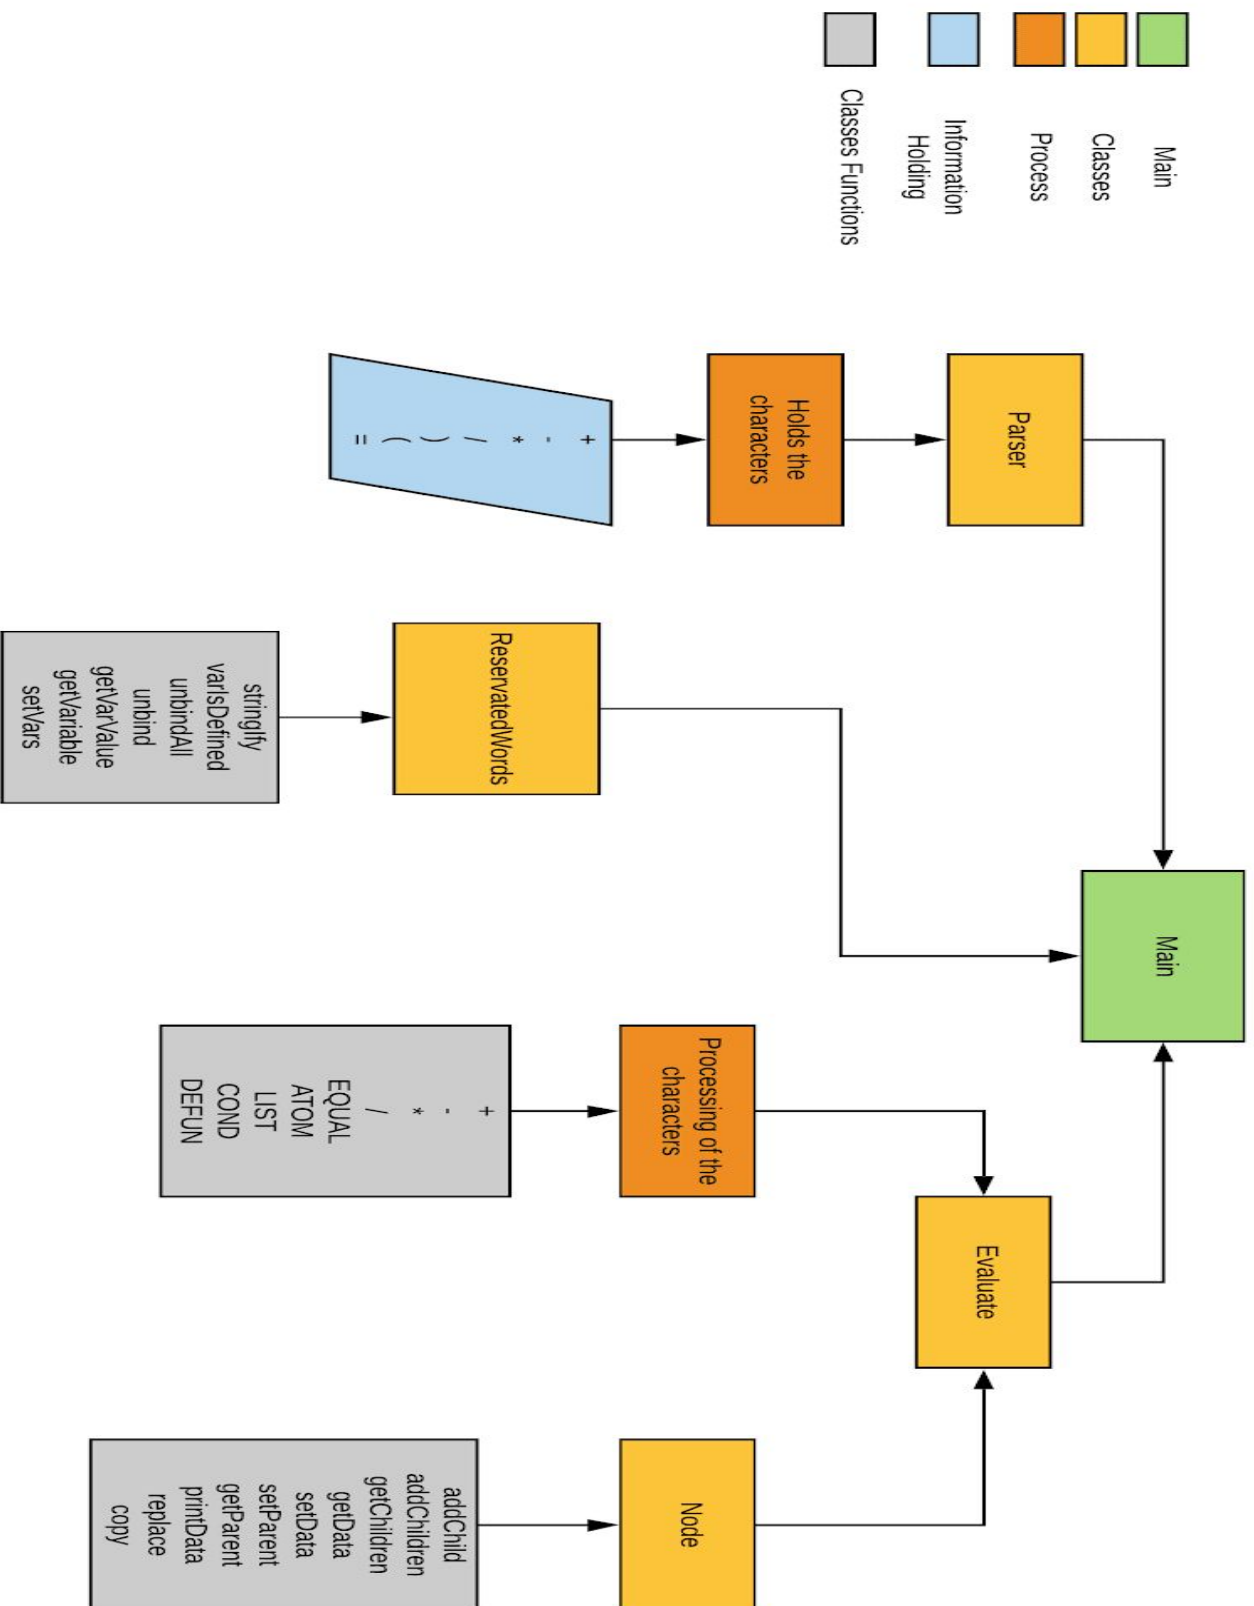 Main
Classes
Process
Information
Holding
Classes Functions
Main
Parser
Evaluate
Holds the
characters
ReservatedWords
Processing of the
characters
Node
+
-
*
/
)
(
=
stringIfy
varIsDefined
unbindAll
unbind
getVarValue
getVariable
setVars
+
-
*
/
EQUAL
ATOM
LIST
COND
DEFUN
addChild
addChildren
getChildren
getData
setData
setParent
getParent
printData
replace
copy